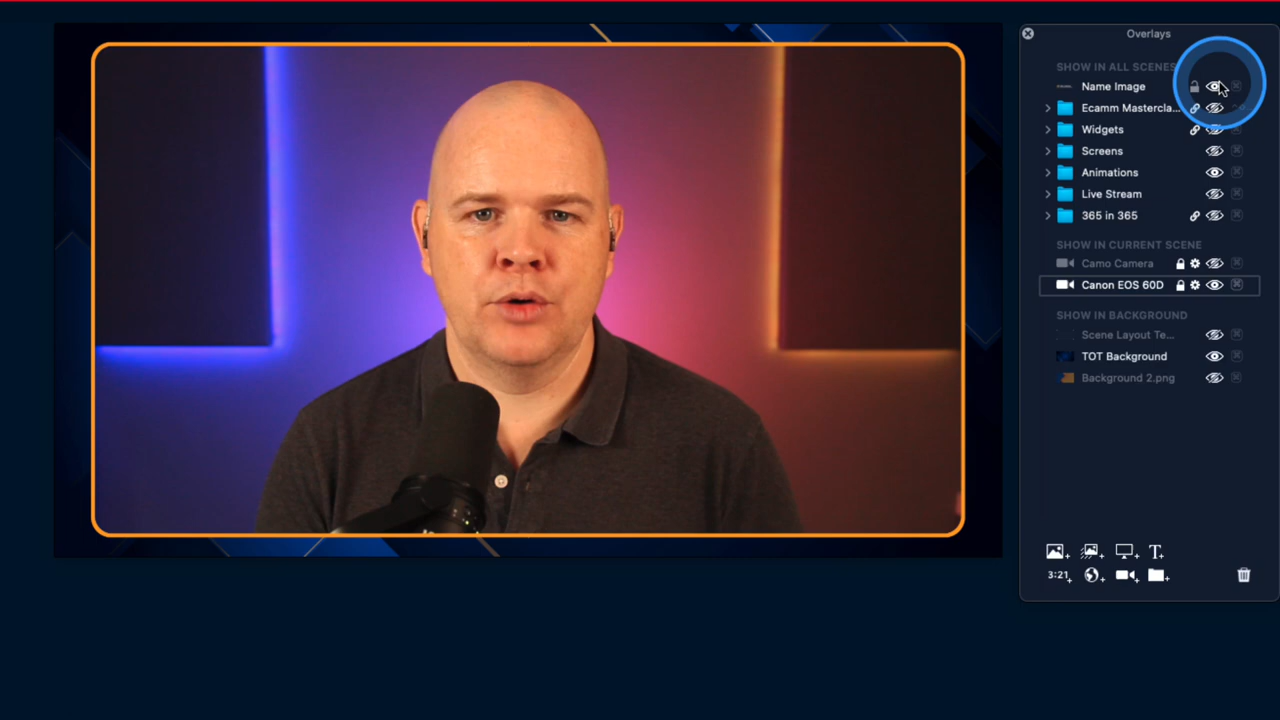 Overlays
SHOW IN ALL SCENES
Name Image
Ecamm Mastercla...
Widgets
Screens
Animations
Live Stream
365 in 365
SHOW IN CURRENT SCENE
Camo Camera
Canon EOS 60D
SHOW IN BACKGROUND
Scene Layout Te...
TOT Background
Background 2.png
T+
3:21+